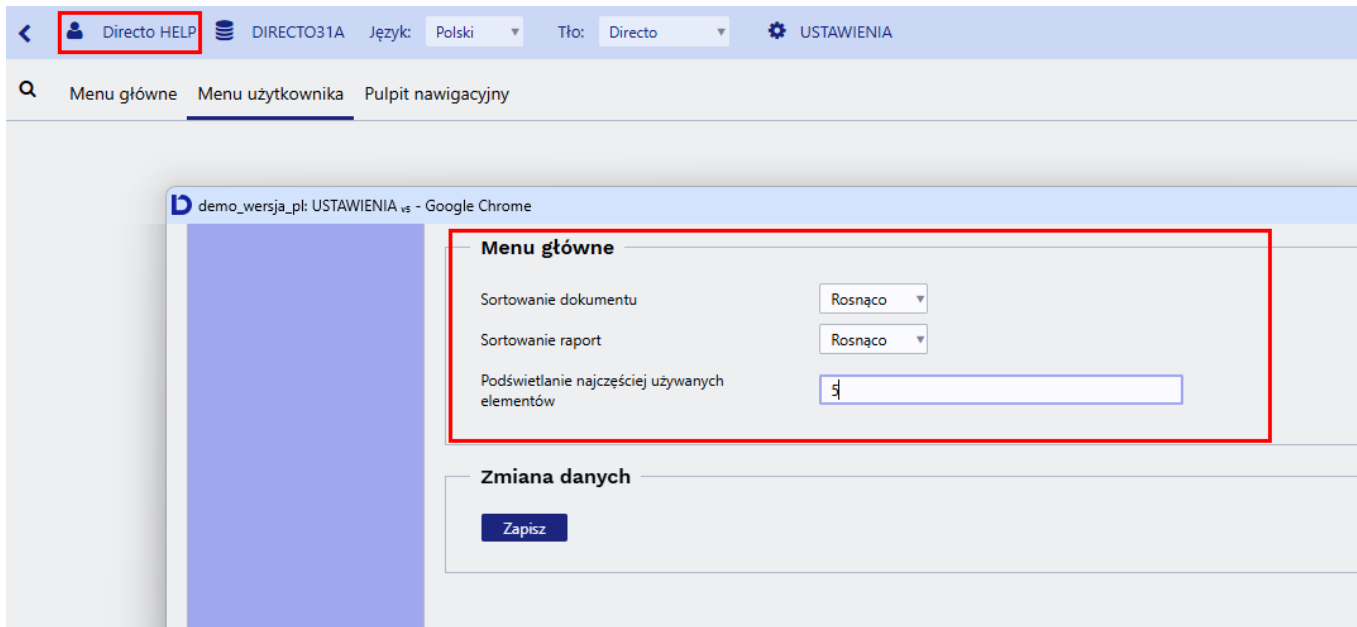 Directo HELP DIRECTO31A Język: Polski Tło: Directo USTAWIENIA
Menu główne Menu użytkownika Pulpit nawigacyjny
demo_wersja_pl: USTAWIENIA v5 - Google Chrome
Menu główne
Sortowanie dokumentu Rosnąco
Sortowanie raport Rosnąco
Podświetlanie najczęściej używanych
elementów
5
Zmiana danych
Zapisz